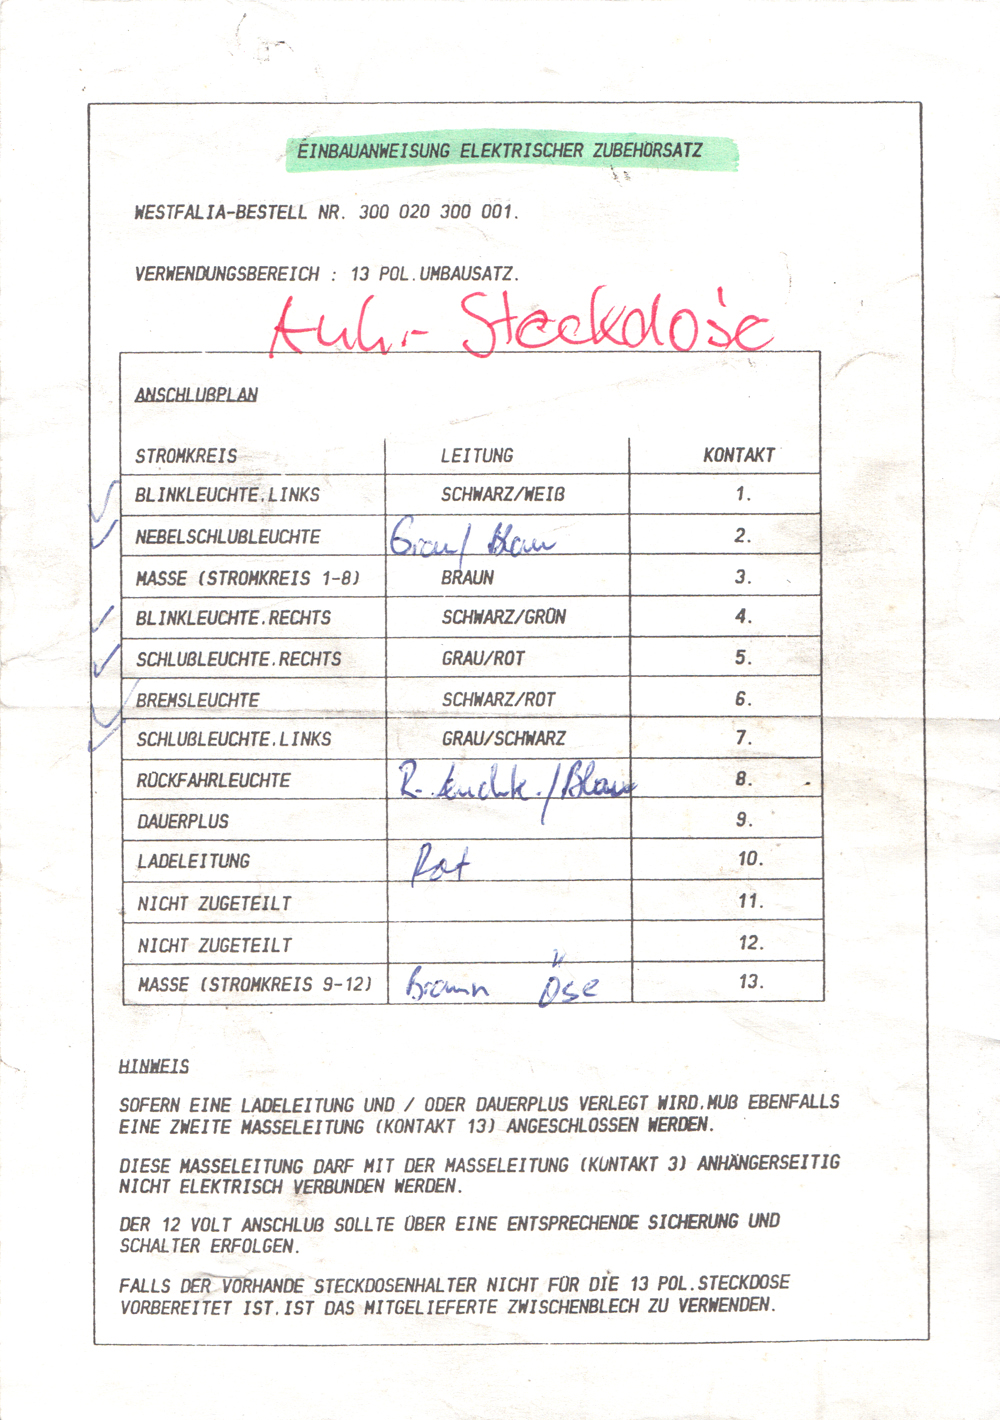 EINBAUANWEISUNG ELEKTRISCHER ZUBEHÖRSATZ
WESTFALIA-BESTELL NR. 300 020 300 001.
VERWENDUNGSBEREICH : 13 POL.UMBAUSATZ.
Steckdose
ANSCHLUßPLAN
STROMKREIS LEITUNG KONTAKT
BLINKLEUCHTE.LINKS SCHWARZ/WEIß 1.
NEBELSCHLUßLEUCHTE Grau/ Blau 2.
MASSE (STROMKREIS 1-8) BRAUN 3.
BLINKLEUCHTE.RECHTS SCHWARZ/GRÜN 4.
SCHLUßLEUCHTE.RECHTS GRAU/ROT 5.
BREMSLEUCHTE SCHWARZ/ROT 6.
SCHLUßLEUCHTE.LINKS GRAU/SCHWARZ 7.
RÜCKFAHRLEUCHTE R. /Blau 8.
DAUERPLUS 9.
LADELEITUNG Rot 10.
NICHT ZUGETEILT 11.
NICHT ZUGETEILT 12.
MASSE (STROMKREIS 9-12) Braun Öse 13.
HINWEIS
SOFERN EINE LADELEITUNG UND / ODER DAUERPLUS VERLEGT WIRD.MUß EBENFALLS
EINE ZWEITE MASSELEITUNG (KONTAKT 13) ANGESCHLOSSEN WERDEN.
DIESE MASSELEITUNG DARF MIT DER MASSELEITUNG (KUNTAKT 3) ANHÄNGERSEITIG
NICHT ELEKTRISCH VERBUNDEN WERDEN.
DER 12 VOLT ANSCHLUß SOLLTE ÜBER EINE ENTSPRECHENDE SICHERUNG UND
SCHALTER ERFOLGEN.
FALLS DER VORHANDE STECKDOSENHALTER NICHT FÜR DIE 13 POL.STECKDOSE
VORBEREITET IST.IST DAS MITGELIEFERTE ZWISCHENBLECH ZU VERWENDEN.